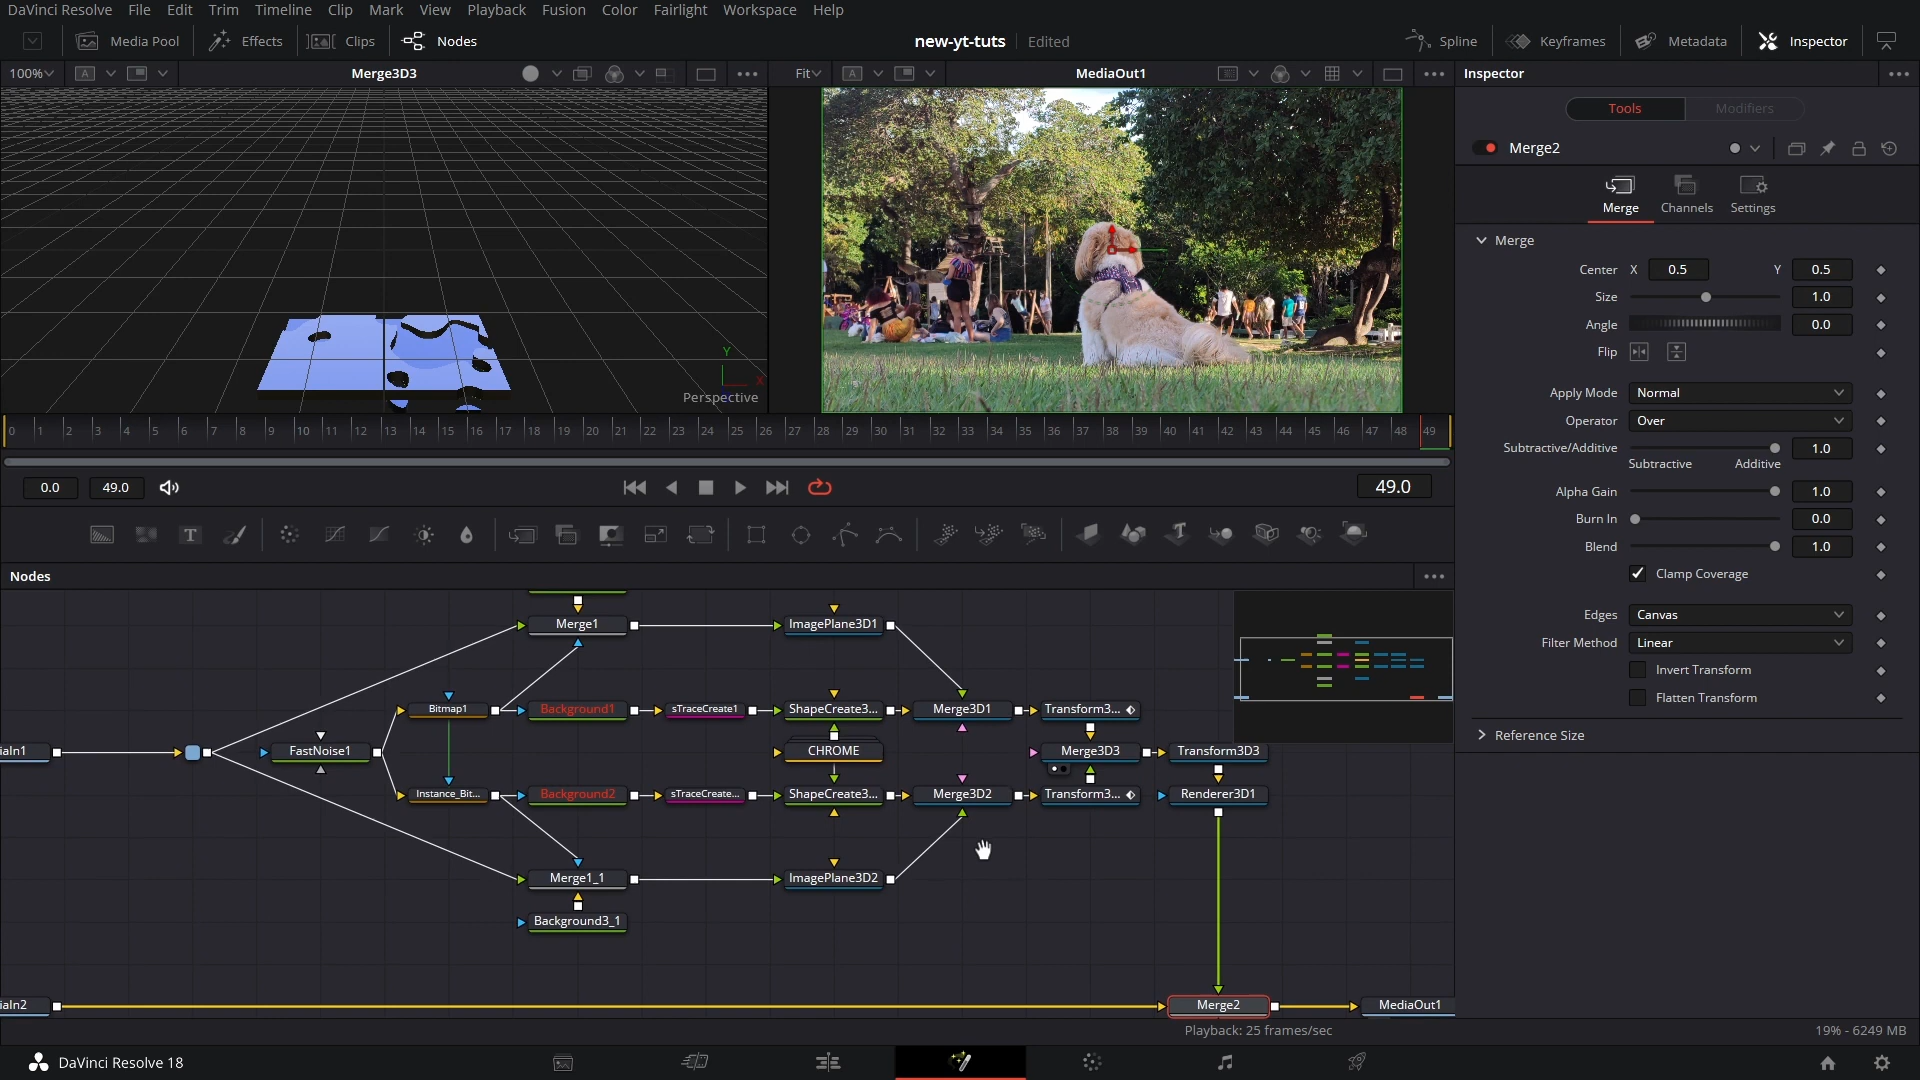 DaVinci Resolve File Edit Trim Timeline Clip Mark View Playback Fusion Color Fairlight Workspace Help
Media Pool Effects Clips Nodes new-yt-tuts Edited Spline Keyframes Metadata Inspector
100% A Merge3D3 Fit A MediaOut1 Inspector
Tools Modifiers
Merge2
Merge Channels Settings
Merge
Center X 0.5 Y 0.5
Size 1.0
Angle 0.0
Flip
Y
X
Perspective
Apply Mode Normal
Operator Over
0 1 2 3 4 5 6 7 8 9 10 11 12 13 14 15 16 17 18 19 20 21 22 23 24 25 26 27 28 29 30 31 32 33 34 35 36 37 38 39 40 41 42 43 44 45 46 47 48 49
Subtractive/Additive 1.0
Subtractive Additive
0.0 49.0 49.0
Alpha Gain 1.0
Burn In 0.0
Blend 1.0
Clamp Coverage
Edges Canvas
Filter Method Linear
Invert Transform
Flatten Transform
Reference Size
T T
Nodes
Merge1 ImagePlane3D1
Bitmap1 Background1 sTraceCreate1 ShapeCreate3... Merge3D1 Transform3...
iaIn1 FastNoise1 CHROME Merge3D3 Transform3D3
Instance_Bit... Background2 sTraceCreate... ShapeCreate3... Merge3D2 Transform3... Renderer3D1
Merge1_1 ImagePlane3D2
Background3_1
iaIn2 Merge2 MediaOut1
Playback: 25 frames/sec 19% - 6249 MB
DaVinci Resolve 18